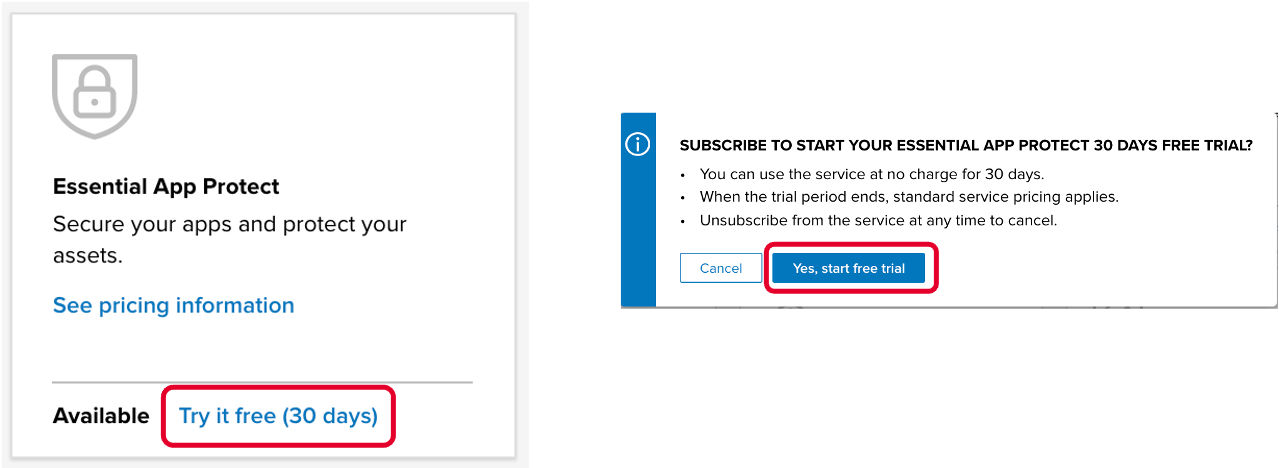 Essential App Protect
Secure your apps and protect your
assets.
See pricing information
Available Try it free (30 days)
SUBSCRIBE TO START YOUR ESSENTIAL APP PROTECT 30 DAYS FREE TRIAL?
• You can use the service at no charge for 30 days.
• When the trial period ends, standard service pricing applies.
• Unsubscribe from the service at any time to cancel.
Cancel Yes, start free trial